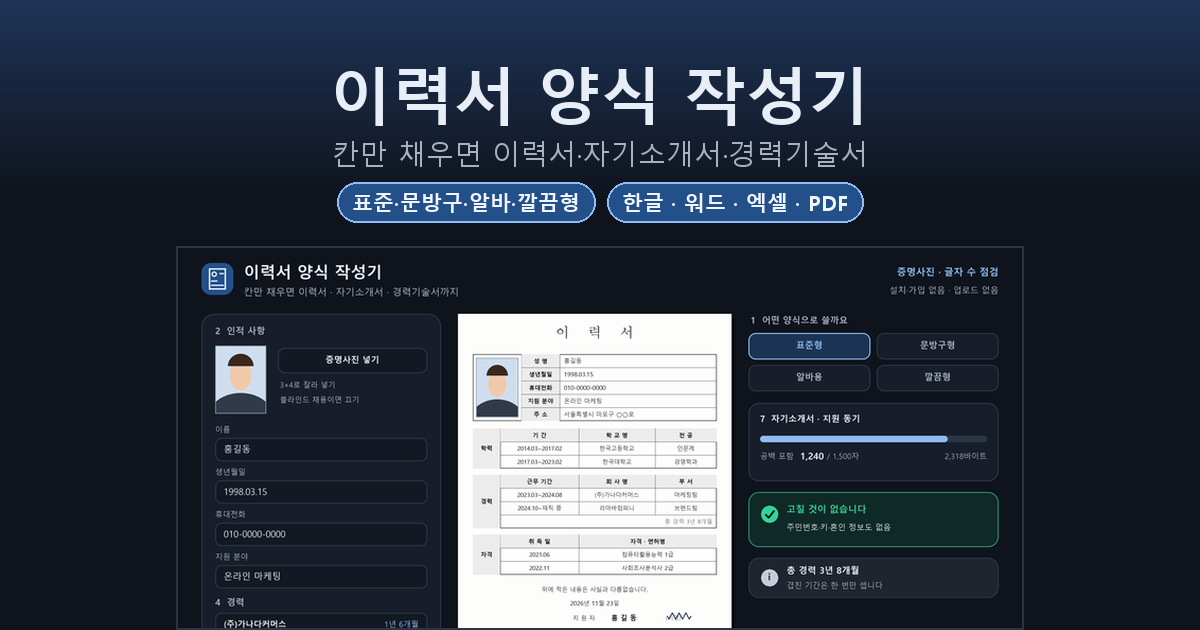 이력서 양식 작성기
칸만 채우면 이력서·자기소개서·경력기술서
표준·문방구·알바·깔끔형
한글 · 워드 · 엑셀 · PDF
이력서 양식 작성기
칸만 채우면 이력서 · 자기소개서 · 경력기술서까지
증명사진 · 글자 수 점검
설치·가입 없음 · 업로드 없음
2 인적 사항
증명사진 넣기
3×4로 잘라 넣기
블라인드 채용이면 끄기
이름
홍길동
생년월일
1998.03.15
휴대전화
010-0000-0000
지원 분야
온라인 마케팅
4 경력
(주)가나다커머스 1년 6개월
이 력 서
성 명 홍길동
생년월일 1998.03.15
휴대전화 010-0000-0000
지원 분야 온라인 마케팅
주 소 서울특별시 마포구 ○○로
학력
기 간 학 교 명 전 공
2014.03~2017.02 한국고등학교 인문계
2017.03~2023.02 한국대학교 경영학과
경력
근무 기간 회 사 명 부 서
2023.03~2024.08 (주)가나다커머스 마케팅팀
2024.10~재직 중 라마바컴퍼니 브랜드팀
총 경력 3년 8개월
자격
취 득 일 자격 · 면허명
2021.06 컴퓨터활용능력 1급
2022.11 사회조사분석사 2급
위에 적은 내용은 사실과 다름없습니다.
2026년 11월 23일
지 원 자 홍 길 동
1 어떤 양식으로 쓸까요
표준형 문방구형
알바용 깔끔형
7 자기소개서 · 지원 동기
공백 포함 1,240 / 1,500자 2,318바이트
고칠 것이 없습니다
주민번호·키·혼인 정보도 없음
총 경력 3년 8개월
겹친 기간은 한 번만 셉니다